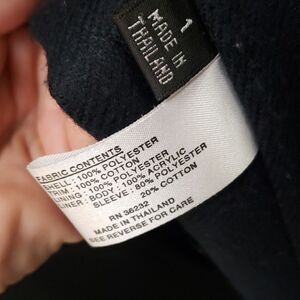 1
MADE IN
THAILAND
FABRIC CONTENTS
SHELL : 100% POLYESTER
TRIM : 100% COTTON
LINING : 100% POLYESTER
LINER : BODY : 100% ACRYLIC
SLEEVE : 80% POLYESTER
20% COTTON
RN 36232
MADE IN THAILAND
SEE REVERSE FOR CARE